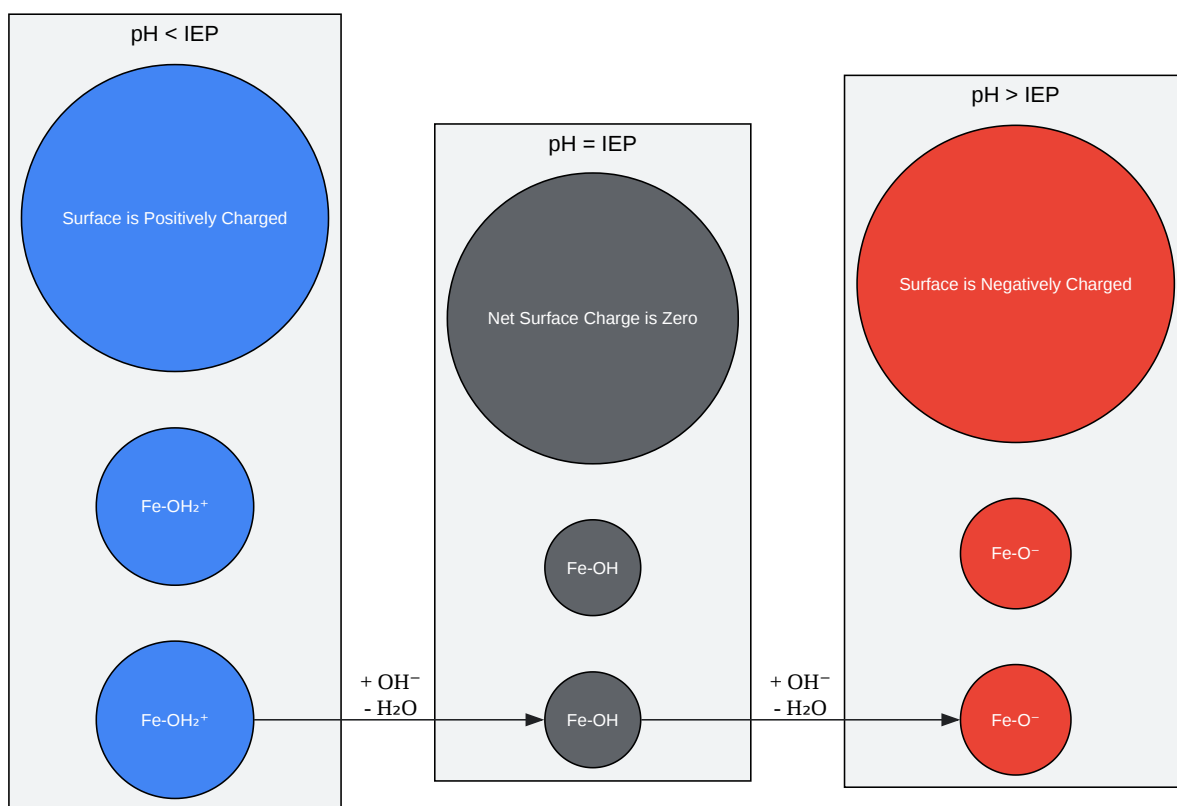 pH < IEP
Surface is Positively Charged
Fe-OH₂⁺
Fe-OH₂⁺
+ OH⁻
- H₂O
pH = IEP
Net Surface Charge is Zero
Fe-OH
Fe-OH
+ OH⁻
- H₂O
pH > IEP
Surface is Negatively Charged
Fe-O⁻
Fe-O⁻